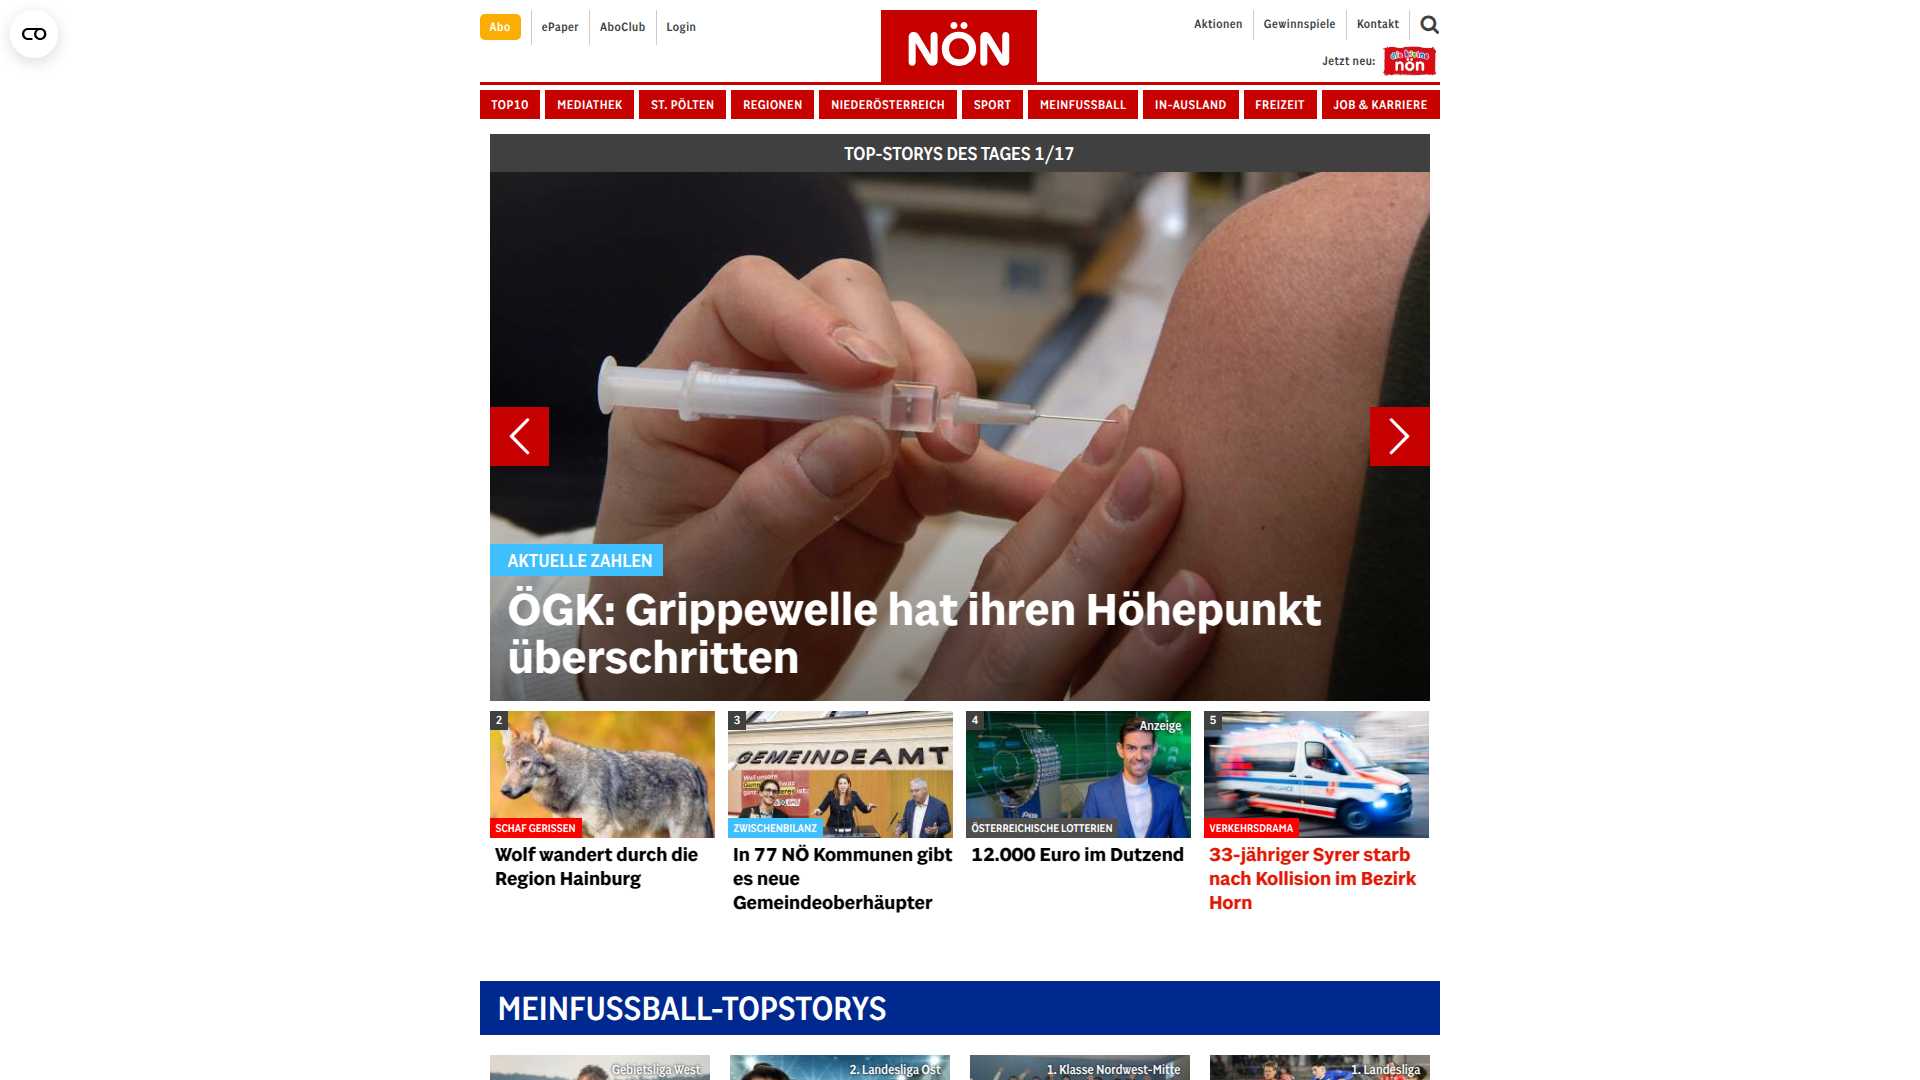 Abo
ePaper
AboClub
Login
NÖN
Aktionen
Gewinnspiele
Kontakt
Jetzt neu:
die kleine
nön
TOP10
MEDIATHEK
ST. PÖLTEN
REGIONEN
NIEDERÖSTERREICH
SPORT
MEINFUSSBALL
IN-AUSLAND
FREIZEIT
JOB & KARRIERE
TOP-STORYS DES TAGES 1/17
AKTUELLE ZAHLEN
ÖGK: Grippewelle hat ihren Höhepunkt
überschritten
2
SCHAF GERISSEN
Wolf wandert durch die
Region Hainburg
3
GEMEINDEAMT
ZWISCHENBILANZ
In 77 NÖ Kommunen gibt
es neue
Gemeindeoberhäupter
4
Anzeige
ÖSTERREICHISCHE LOTTERIEN
12.000 Euro im Dutzend
5
AMBULANCE
VERKEHRSDRAMA
33-jähriger Syrer starb
nach Kollision im Bezirk
Horn
MEINFUSSBALL-TOPSTORYS
Gebietsliga West
2. Landesliga Ost
1. Klasse Nordwest-Mitte
1. Landesliga